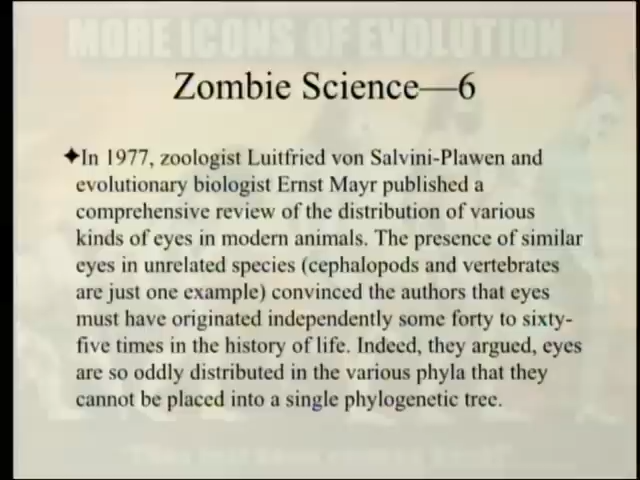 MORE ICONS OF EVOLUTION
Zombie Science—6
✦In 1977, zoologist Luitfried von Salvini-Plawen and
evolutionary biologist Ernst Mayr published a
comprehensive review of the distribution of various
kinds of eyes in modern animals. The presence of similar
eyes in unrelated species (cephalopods and vertebrates
are just one example) convinced the authors that eyes
must have originated independently some forty to sixty-
five times in the history of life. Indeed, they argued, eyes
are so oddly distributed in the various phyla that they
cannot be placed into a single phylogenetic tree.